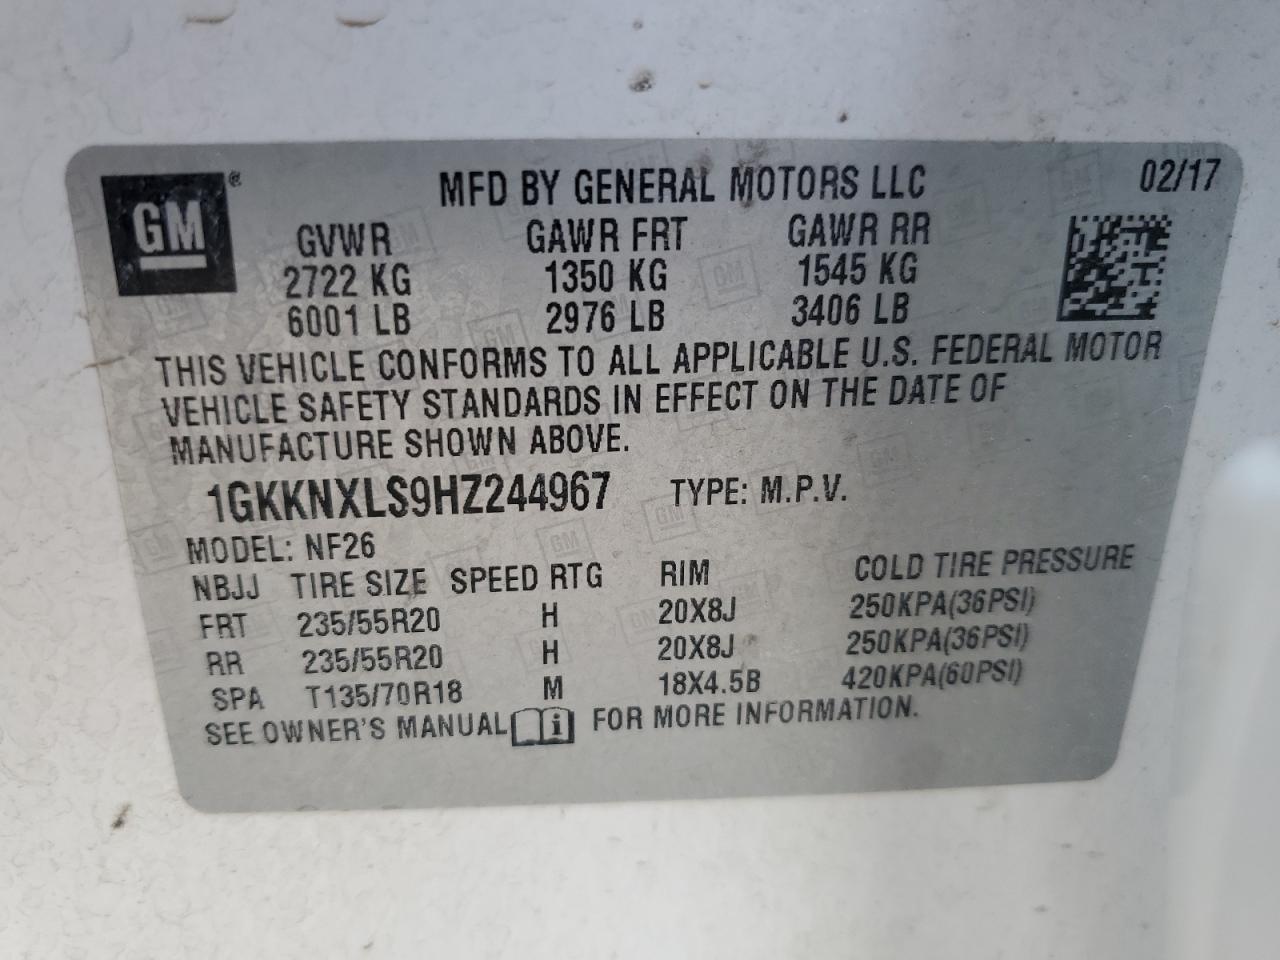 GM®
MFD BY GENERAL MOTORS LLC 02/17
GVWR GAWR FRT GAWR RR
2722 KG 1350 KG 1545 KG
6001 LB 2976 LB 3406 LB
THIS VEHICLE CONFORMS TO ALL APPLICABLE U.S. FEDERAL MOTOR
VEHICLE SAFETY STANDARDS IN EFFECT ON THE DATE OF
MANUFACTURE SHOWN ABOVE.
1GKKNXLS9HZ244967 TYPE: M.P.V.
MODEL: NF26
NBJJ TIRE SIZE SPEED RTG RIM COLD TIRE PRESSURE
FRT 235/55R20 H 20X8J 250KPA(36PSI)
RR 235/55R20 H 20X8J 250KPA(36PSI)
SPA T135/70R18 M 18X4.5B 420KPA(60PSI)
SEE OWNER'S MANUAL i FOR MORE INFORMATION.